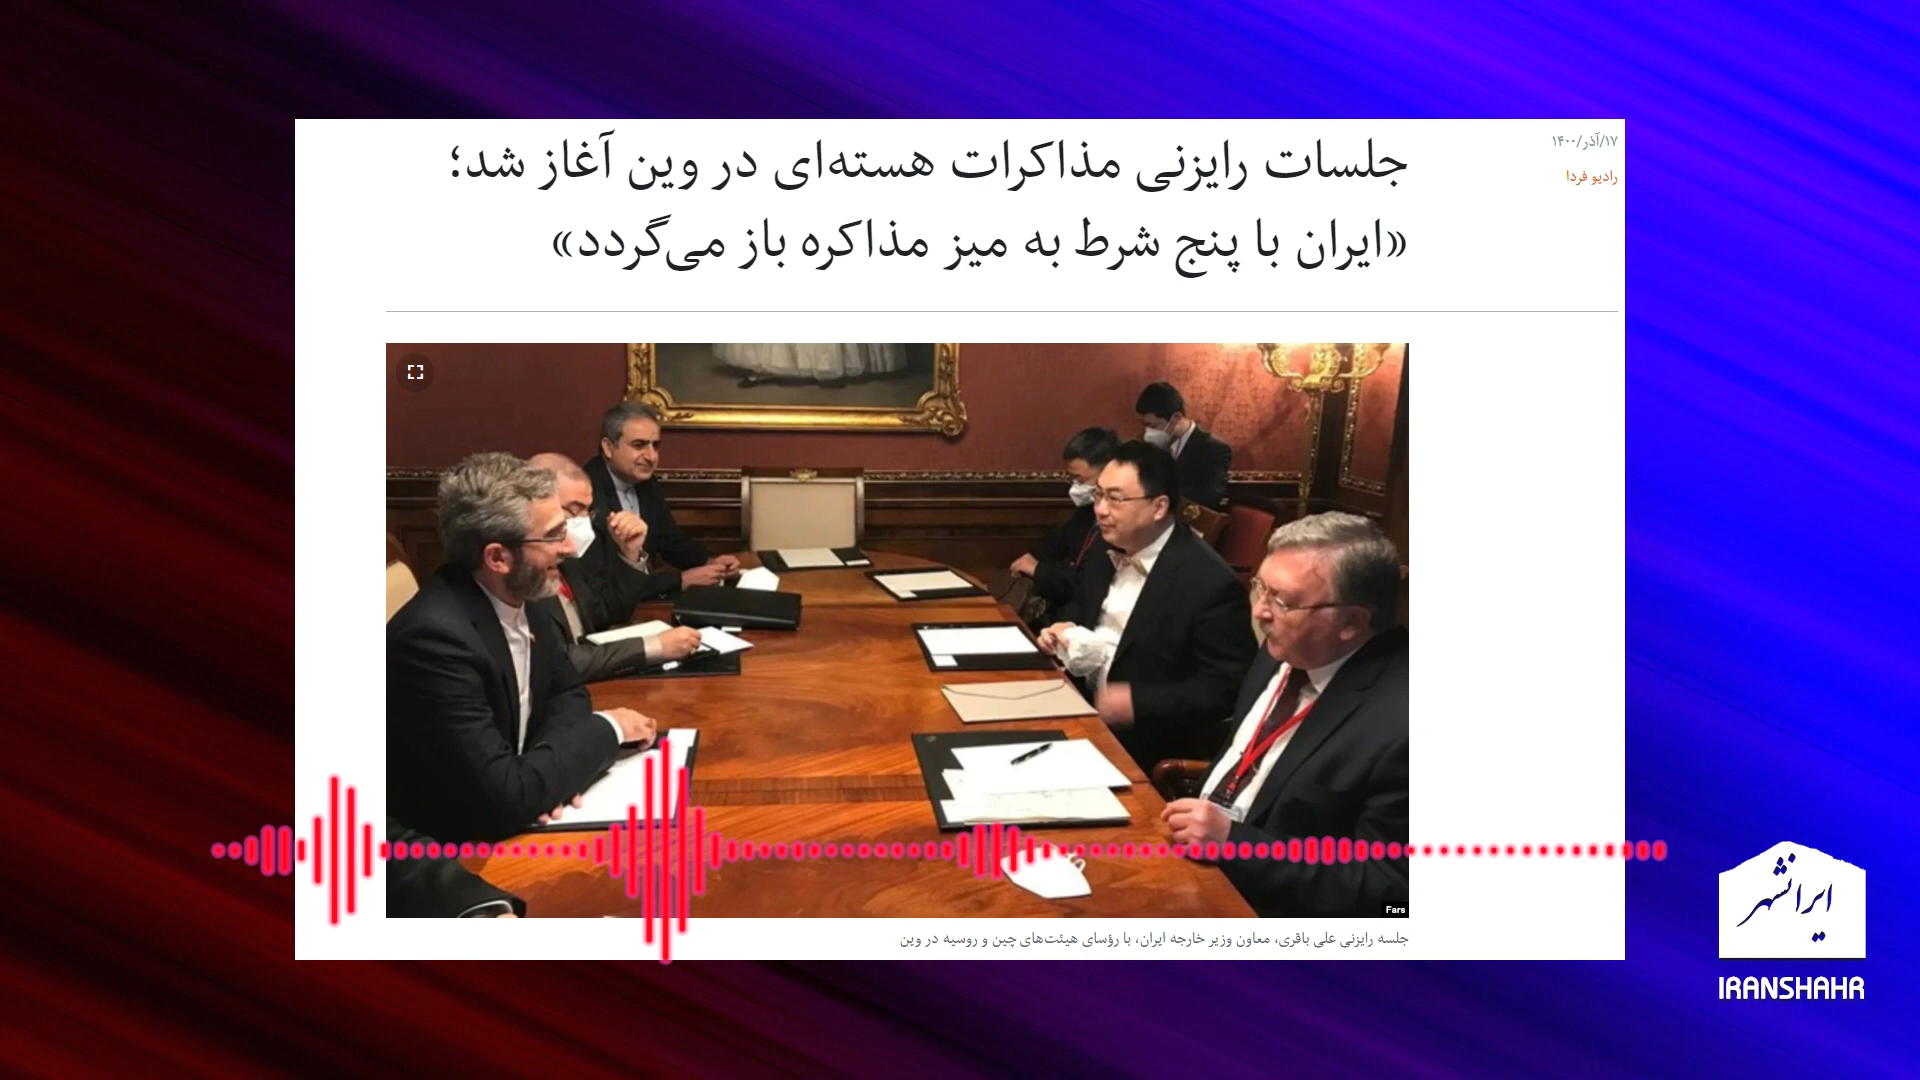 ۱۷/آذر/۱۴۰۰
رادیو فردا
جلسات رایزنی مذاکرات هسته‌ای در وین آغاز شد؛
«ایران با پنج شرط به میز مذاکره باز می‌گردد»
Fars
جلسه رایزنی علی باقری، معاون وزیر خارجه ایران، با رؤسای هیئت‌های چین و روسیه در وین
ایرانشهر
IRANSHAHR